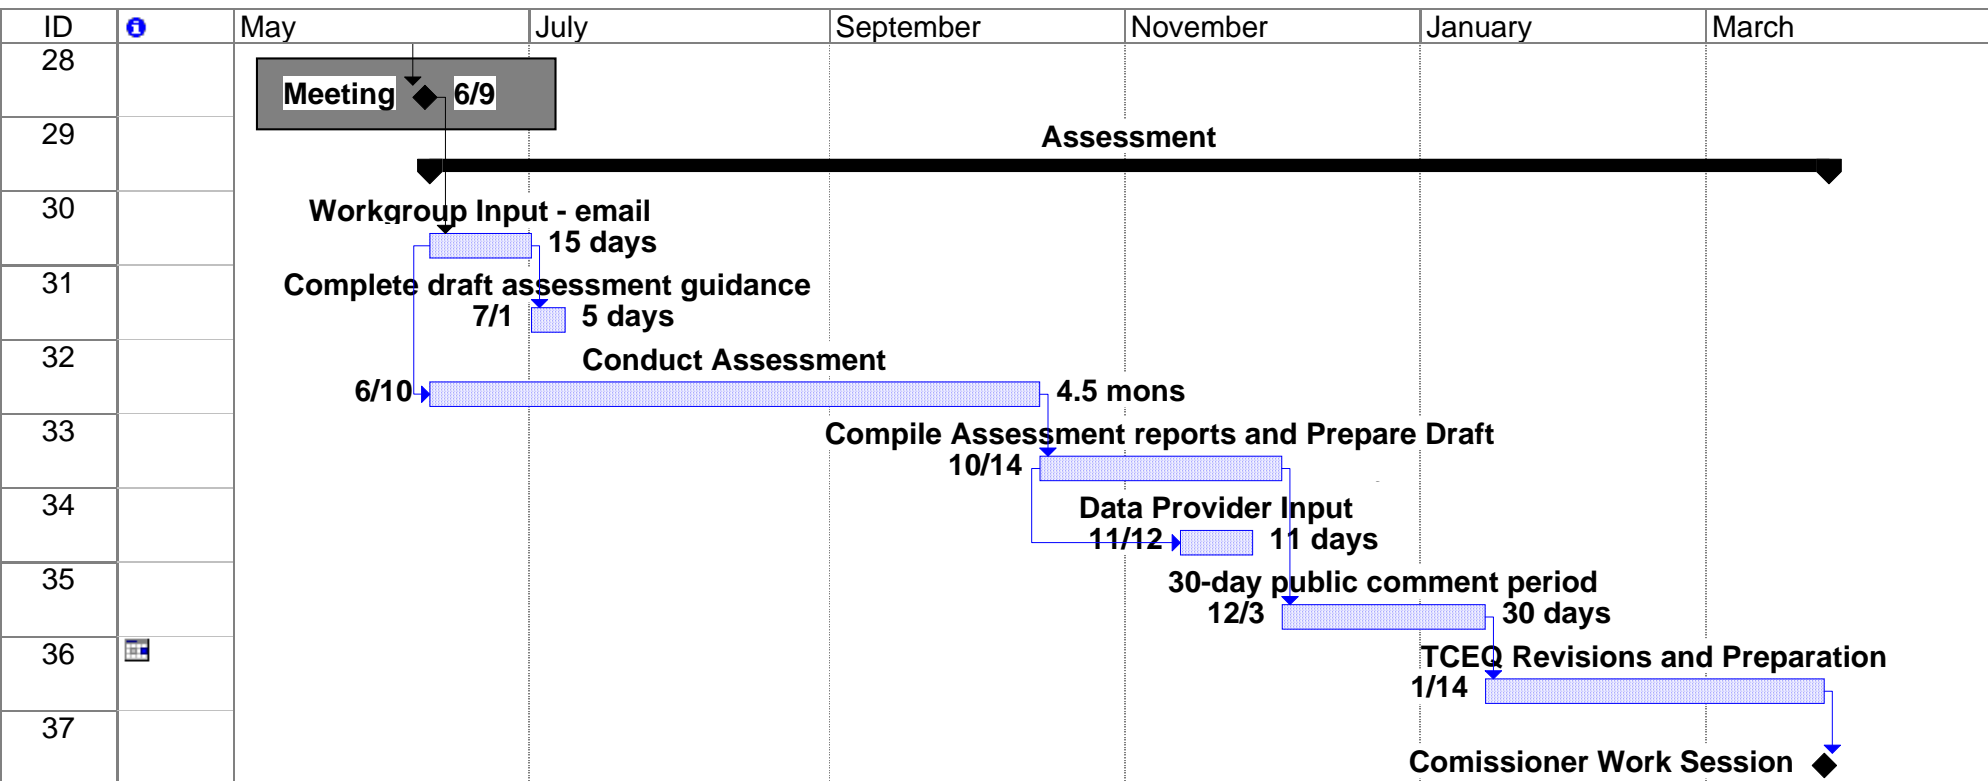 ID May July September November January March
28
Meeting 6/9
29
Assessment
30
Workgroup Input - email
15 days
31
Complete draft assessment guidance
7/1 5 days
32
Conduct Assessment
6/10 4.5 mons
33
Compile Assessment reports and Prepare Draft
10/14
34
Data Provider Input
11/12 11 days
35
30-day public comment period
12/3 30 days
36
TCEQ Revisions and Preparation
1/14
37
Comissioner Work Session